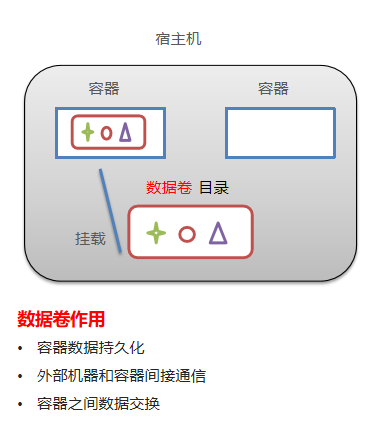 宿主机
容器 容器
数据卷 目录
挂载
数据卷作用
• 容器数据持久化
• 外部机器和容器间接通信
• 容器之间数据交换